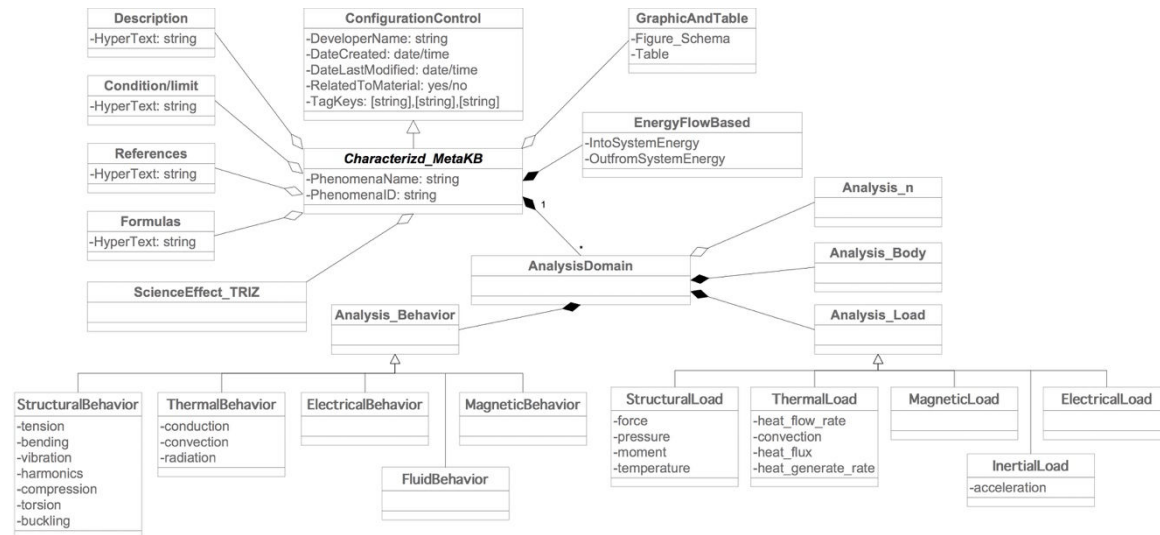 Description
-HyperText: string
Condition/limit
-HyperText: string
References
-HyperText: string
Formulas
-HyperText: string
ScienceEffect_TRIZ
ConfigurationControl
-DeveloperName: string
-DateCreated: date/time
-DateLastModified: date/time
-RelatedToMaterial: yes/no
-TagKeys: [string],[string],[string]
Characterizd_MetaKB
-PhenomenaName: string
-PhenomenaID: string
GraphicAndTable
-Figure_Schema
-Table
EnergyFlowBased
-IntoSystemEnergy
-OutfromSystemEnergy
1
*
AnalysisDomain
Analysis_n
Analysis_Body
Analysis_Load
Analysis_Behavior
StructuralBehavior
-tension
-bending
-vibration
-harmonics
-compression
-torsion
-buckling
ThermalBehavior
-conduction
-convection
-radiation
ElectricalBehavior
FluidBehavior
MagneticBehavior
StructuralLoad
-force
-pressure
-moment
-temperature
ThermalLoad
-heat_flow_rate
-convection
-heat_flux
-heat_generate_rate
MagneticLoad
InertialLoad
-acceleration
ElectricalLoad